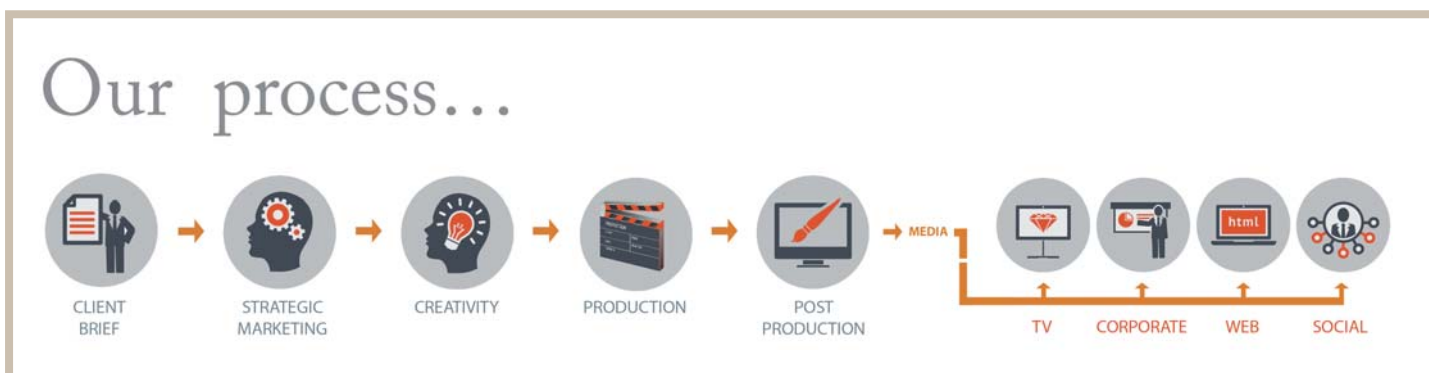 Our process...
CLIENT
BRIEF
STRATEGIC
MARKETING
CREATIVITY
PRODUCTION
POST
PRODUCTION
MEDIA
html
TV
CORPORATE
WEB
SOCIAL